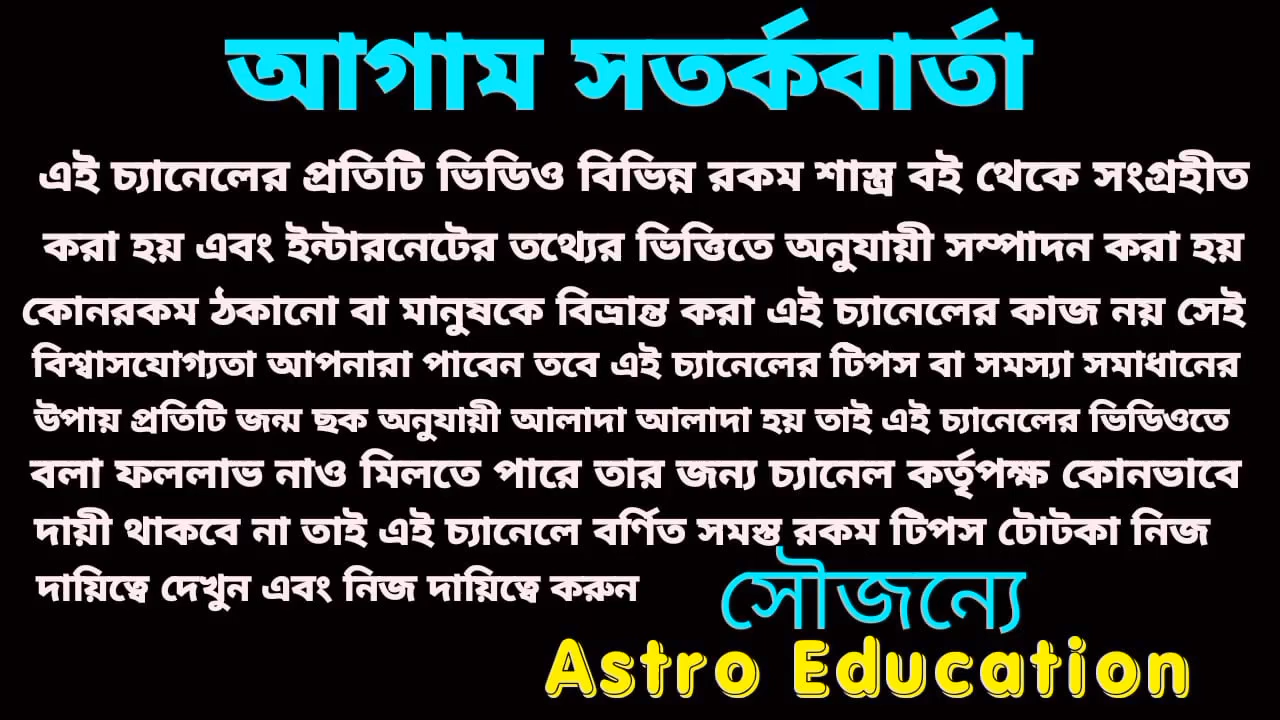 আগাম সতর্কবার্তা
এই চ্যানেলের প্রতিটি ভিডিও বিভিন্ন রকম শাস্ত্র বই থেকে সংগ্রহীত
করা হয় এবং ইন্টারনেটের তথ্যের ভিত্তিতে অনুযায়ী সম্পাদন করা হয়
কোনরকম ঠকানো বা মানুষকে বিভ্রান্ত করা এই চ্যানেলের কাজ নয় সেই
বিশ্বাসযোগ্যতা আপনারা পাবেন তবে এই চ্যানেলের টিপস বা সমস্যা সমাধানের
উপায় প্রতিটি জন্ম ছক অনুযায়ী আলাদা আলাদা হয় তাই এই চ্যানেলের ভিডিওতে
বলা ফললাভ নাও মিলতে পারে তার জন্য চ্যানেল কর্তৃপক্ষ কোনভাবে
দায়ী থাকবে না তাই এই চ্যানেলে বর্ণিত সমস্ত রকম টিপস টোটকা নিজ
দায়িত্বে দেখুন এবং নিজ দায়িত্বে করুন
সৌজন্যে
Astro Education